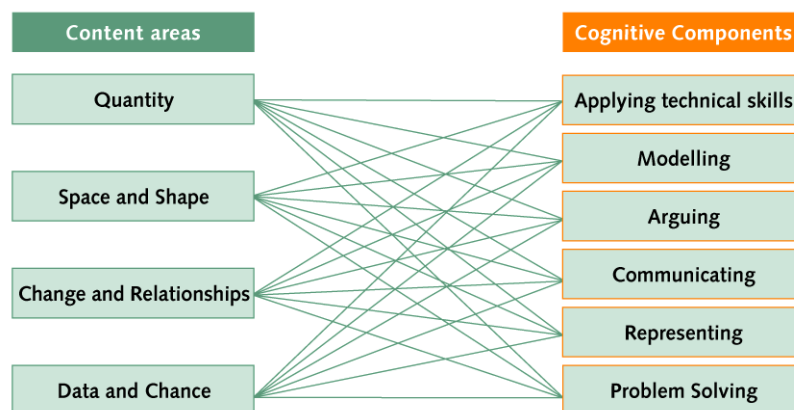 Content areas
Quantity
Space and Shape
Change and Relationships
Data and Chance
Cognitive Components
Applying technical skills
Modelling
Arguing
Communicating
Representing
Problem Solving